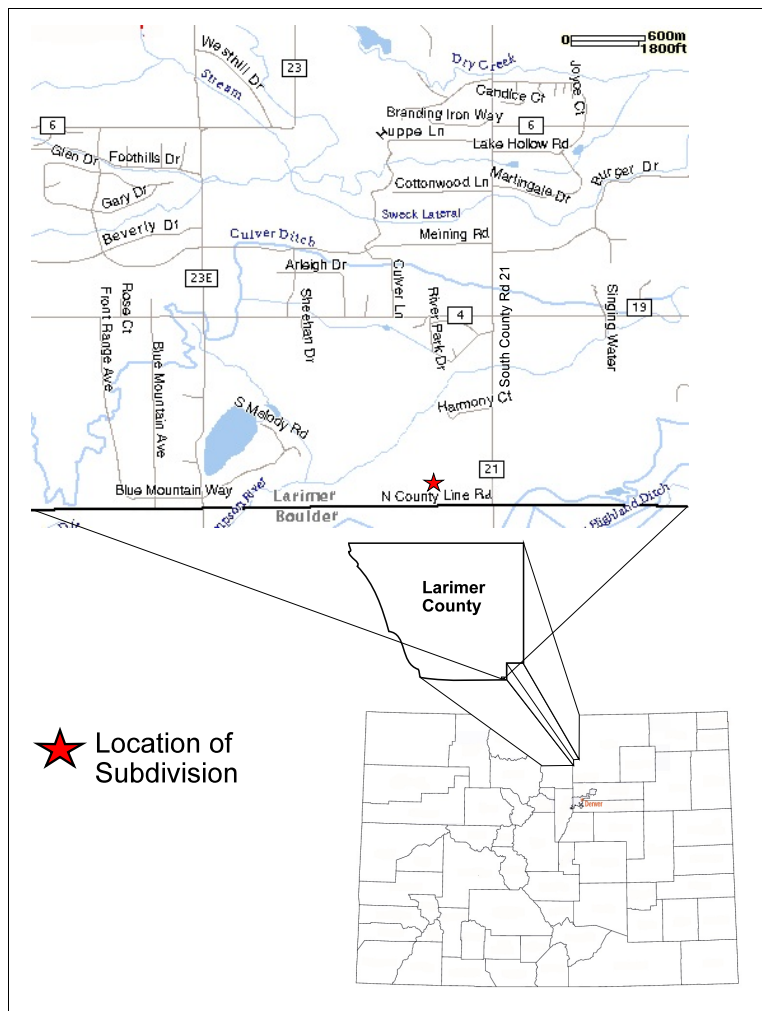 600m
0
1800ft
Westhill Dr
23
Stream
Dry Creek
Joyce Ct
Candice Ct
Branding Iron Way
6
6
Huppe Ln
Lake Hollow Rd
Glen Dr
Foothills Dr
Burger Dr
Gary Dr
Cottonwood Ln
Martingale Dr
Sweck Lateral
Beverly Dr
Culver Ditch
Meining Rd
Arleigh Dr
23E
Culver Ln
South County Rd 21
Rose Ct
Front Range Ave
Sheehan Dr
River Park Dr
4
Singing Water
19
Blue Mountain Ave
S Melody Rd
Harmony Ct
21
Blue Mountain Way
Larimer
N County Line Rd
Boulder
mpson River
Highland Ditch
Larimer
County
Location of
Subdivision
Denver